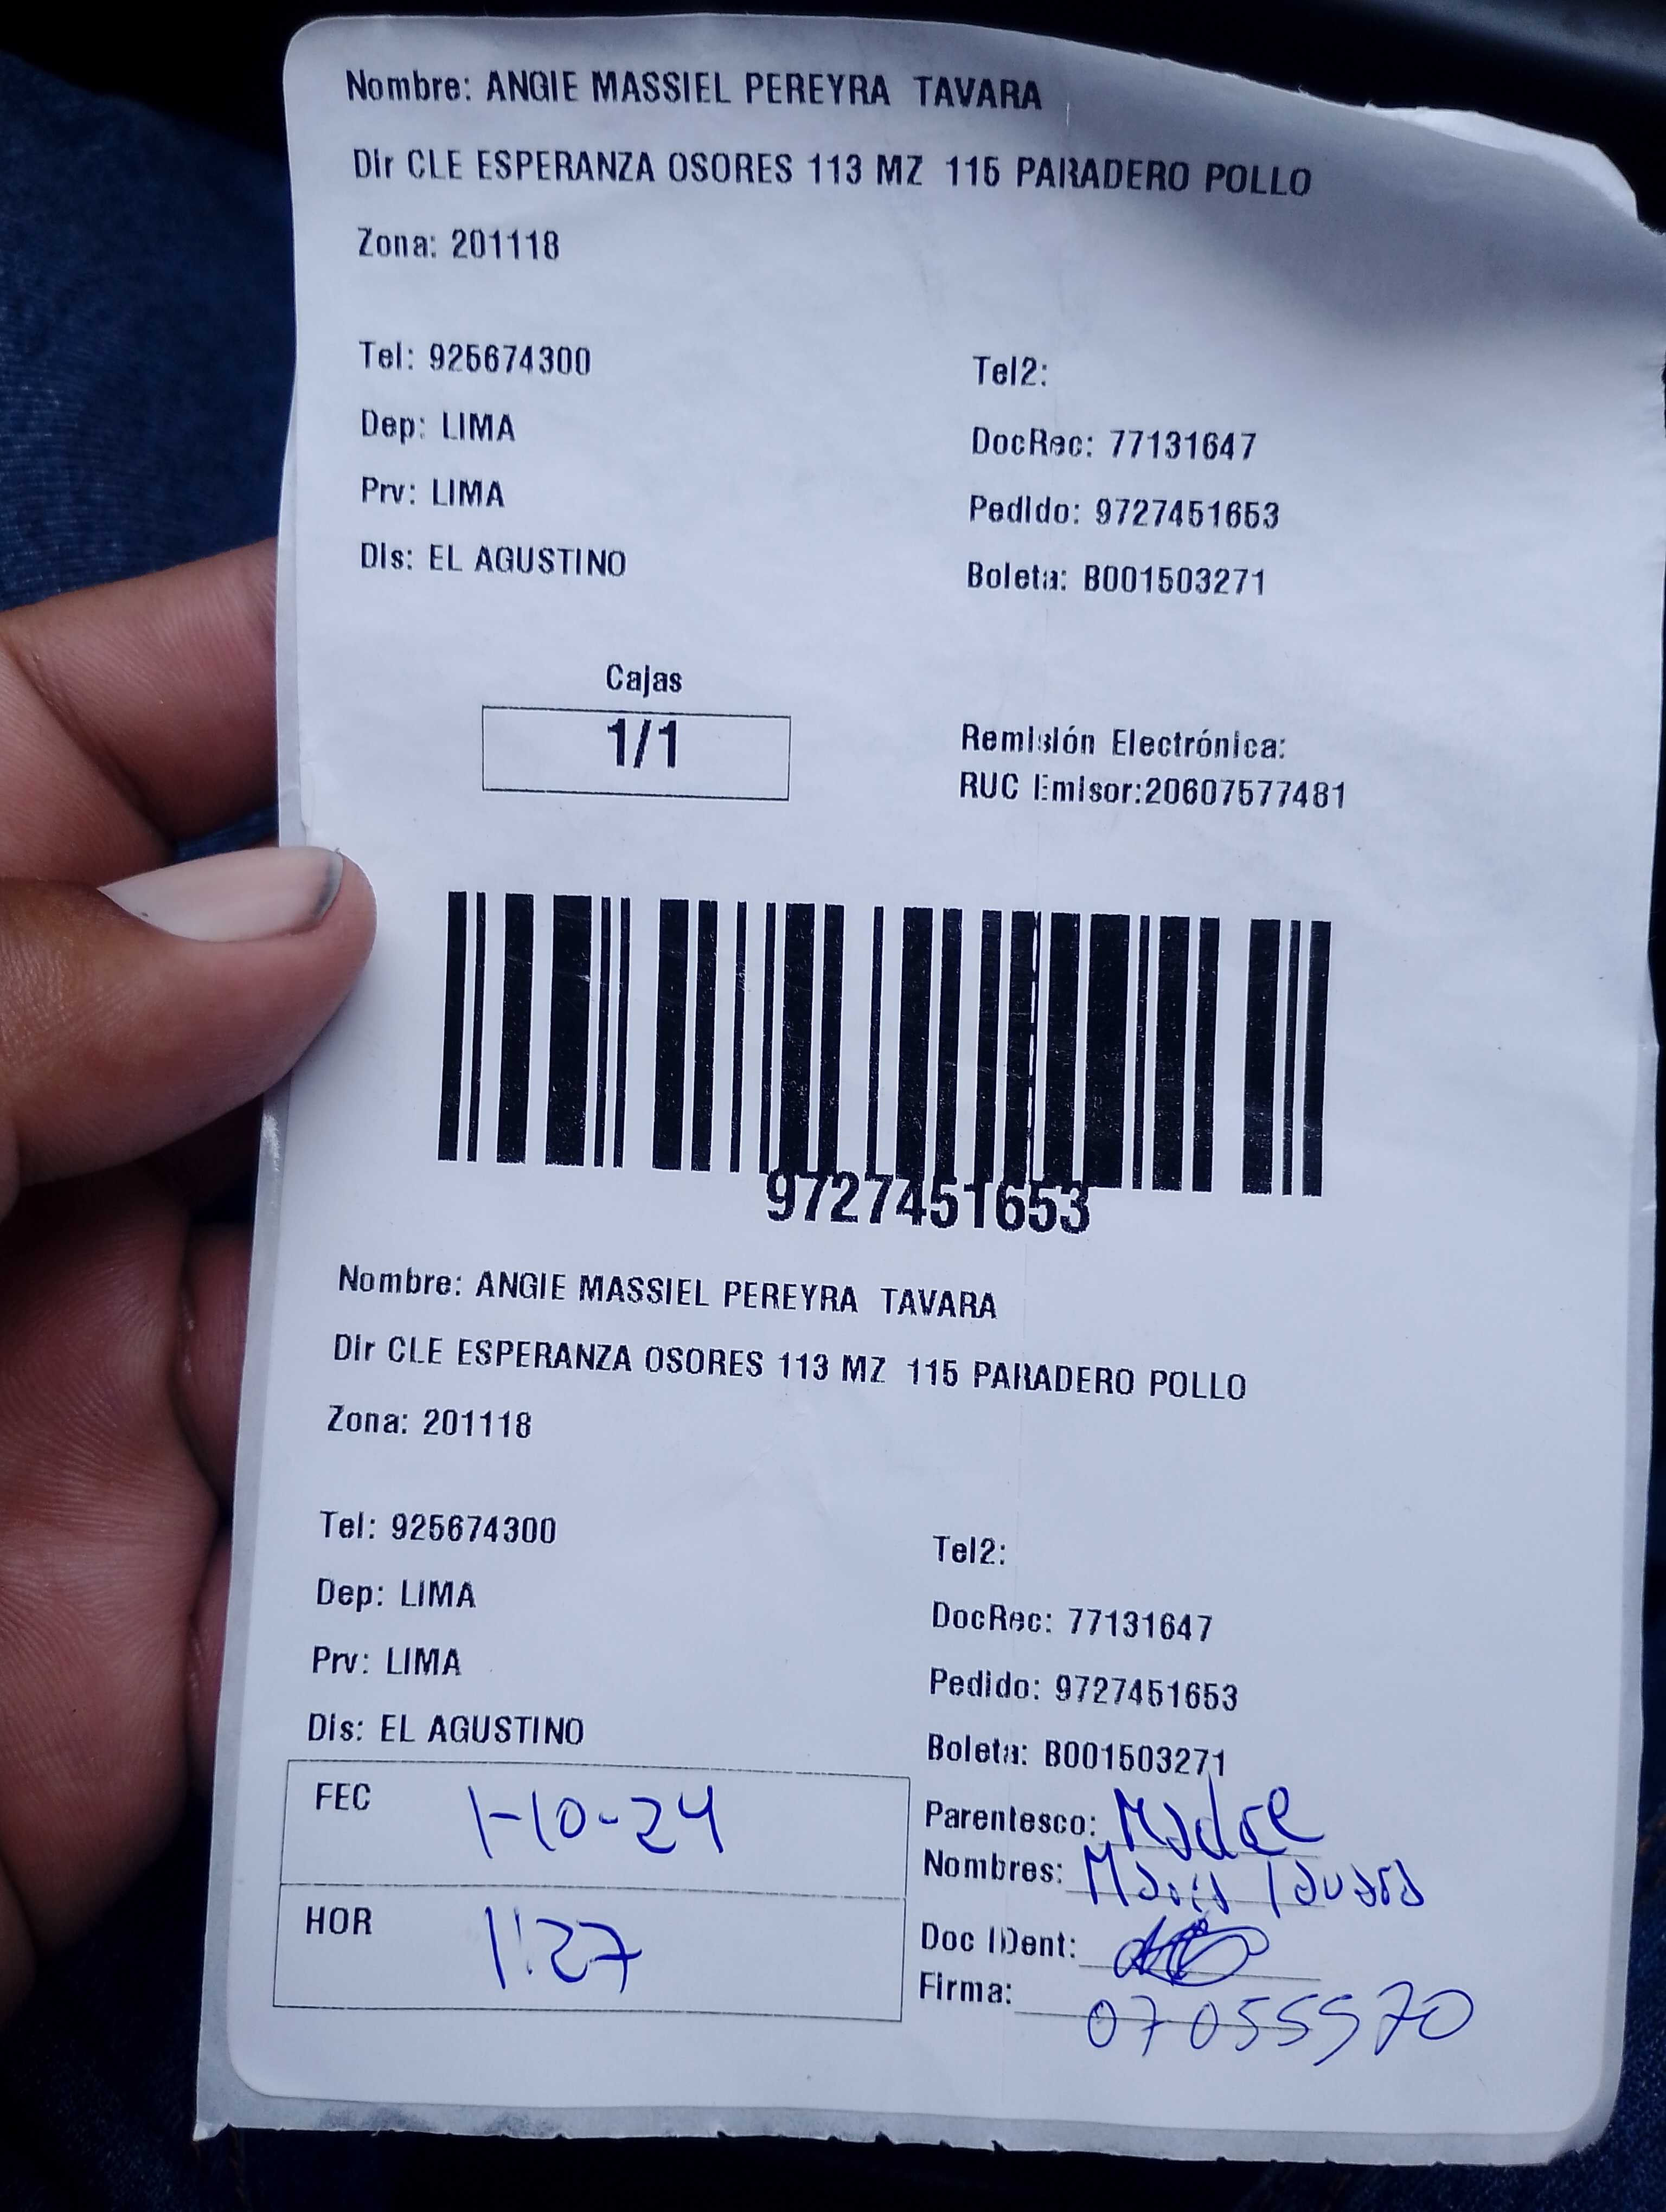 Nombre: ANGIE MASSIEL PEREYRA TAVARA
Dir CLE ESPERANZA OSORES 113 MZ 115 PARADERO POLLO
Zona: 201118
Tel: 925674300
Tel2:
Dep: LIMA
DocRec: 77131647
Prv: LIMA
Pedido: 9727451653
Dis: EL AGUSTINO
Boleta: B001503271
Cajas
1/1
Remisión Electrónica:
RUC Emisor:20607577481
9727451653
Nombre: ANGIE MASSIEL PEREYRA TAVARA
Dir CLE ESPERANZA OSORES 113 MZ 115 PARADERO POLLO
Zona: 201118
Tel: 925674300
Tel2:
Dep: LIMA
DocRec: 77131647
Prv: LIMA
Pedido: 9727451653
Dis: EL AGUSTINO
Boleta: B001503271
FEC 1-10-24
Parentesco: Madre
Nombres: Maria Tavara
HOR 1:27
Doc IDent:
Firma: 07055570